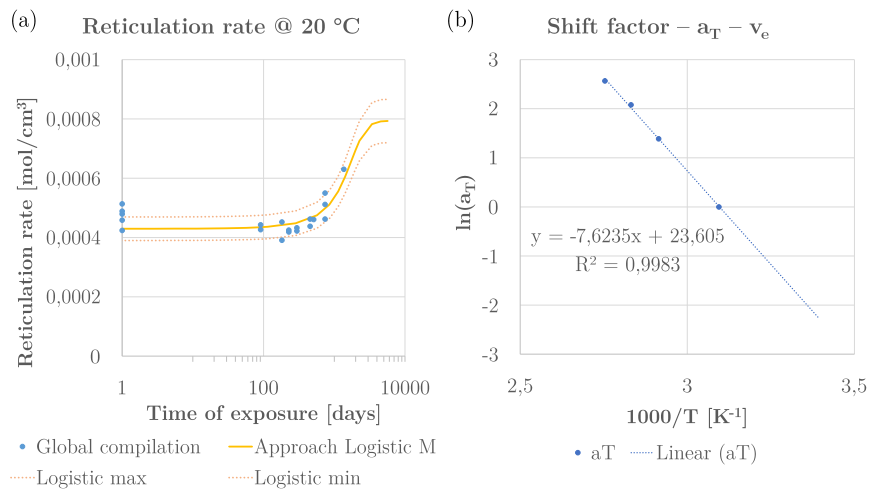 (a)
Reticulation rate @ 20 °C
Reticulation rate [mol/cm³]
0,001
0,0008
0,0006
0,0004
0,0002
0
1
100
10000
Time of exposure [days]
Global compilation
Approach Logistic M
Logistic max
Logistic min
(b)
Shift factor – a_T – v_e
ln(a_T)
3
2
1
0
-1
-2
-3
y = -7,6235x + 23,605
R² = 0,9983
2,5
3
3,5
1000/T [K⁻¹]
aT
Linear (aT)